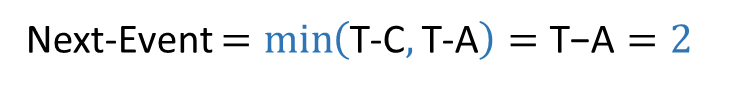 Next-Event = min(T-C, T-A) = T−A = 2